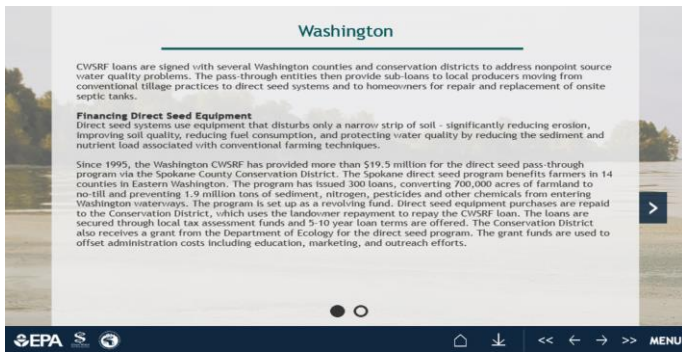 Washington
CWSRF loans are signed with several Washington counties and conservation districts to address nonpoint source
water quality problems. The pass-through entities then provide sub-loans to local producers moving from
conventional tillage practices to direct seed systems and to homeowners for repair and replacement of onsite
septic tanks.
Financing Direct Seed Equipment
Direct seed systems use equipment that disturbs only a narrow strip of soil - significantly reducing erosion,
improving soil quality, reducing fuel consumption, and protecting water quality by reducing the sediment and
nutrient load associated with conventional farming techniques.
Since 1995, the Washington CWSRF has provided more than $19.5 million for the direct seed pass-through
program via the Spokane County Conservation District. The Spokane direct seed program benefits farmers in 14
counties in Eastern Washington. The program has issued 300 loans, converting 700,000 acres of farmland to
no-till and preventing 1.9 million tons of sediment, nitrogen, pesticides and other chemicals from entering
Washington waterways. The program is set up as a revolving fund. Direct seed equipment purchases are repaid
to the Conservation District, which uses the landowner repayment to repay the CWSRF loan. The loans are
secured through local tax assessment funds and 5-10 year loan terms are offered. The Conservation District
also receives a grant from the Department of Ecology for the direct seed program. The grant funds are used to
offset administration costs including education, marketing, and outreach efforts.
>
EPA << ← → >> MENU